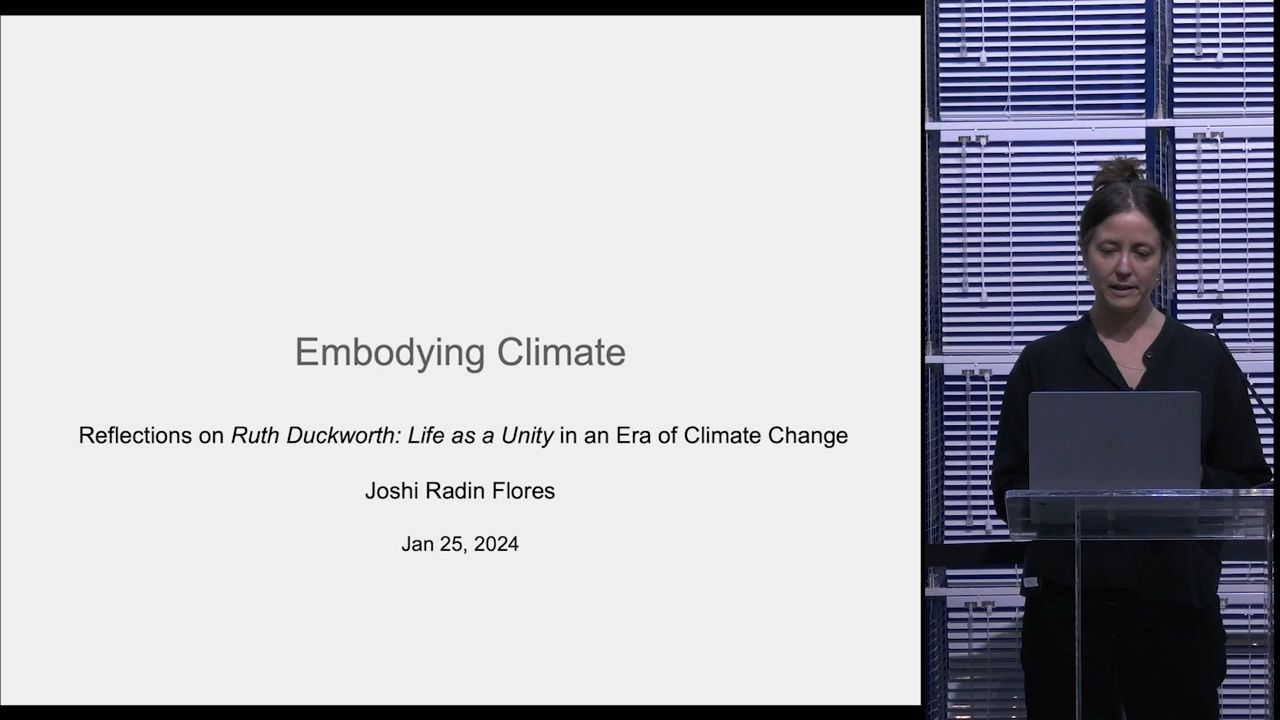 Embodying Climate
Reflections on Ruth Duckworth: Life as a Unity in an Era of Climate Change
Joshi Radin Flores
Jan 25, 2024